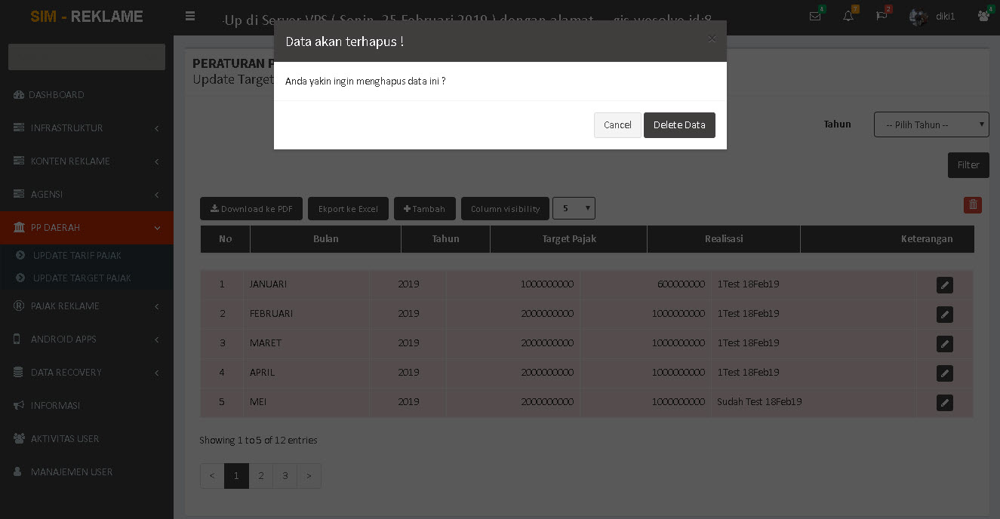 SIM - REKLAME
-Up di Server VPS ( Senin, 25 Februari 2019 ) dengan alamat
4
7
2
diki1
4
Data akan terhapus !
×
Anda yakin ingin menghapus data ini ?
Cancel
Delete Data
DASHBOARD
INFRASTRUKTUR
KONTEN REKLAME
AGENSI
PP DAERAH
UPDATE TARIF PAJAK
UPDATE TARGET PAJAK
PAJAK REKLAME
ANDROID APPS
DATA RECOVERY
INFORMASI
AKTIVITAS USER
MANAJEMEN USER
PERATURAN
Update Target
Tahun
-- Pilih Tahun --
Filter
Download ke PDF
Ekport ke Excel
Tambah
Column visibility
5
No Bulan Tahun Target Pajak Realisasi Keterangan
1 JANUARI 2019 1000000000 600000000 1Test 18Feb19
2 FEBRUARI 2019 2000000000 1000000000 1Test 18Feb19
3 MARET 2019 2000000000 1000000000 1Test 18Feb19
4 APRIL 2019 2000000000 1000000000 1Test 18Feb19
5 MEI 2019 2000000000 1000000000 Sudah Test 18Feb19
Showing 1 to 5 of 12 entries
< 1 2 3 >